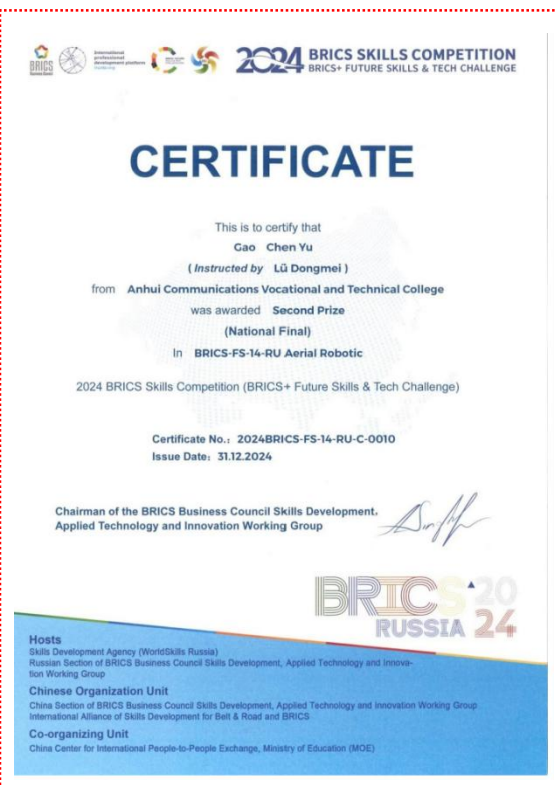 BRICS
Business Council
International
professional
development platform
2024 BRICS SKILLS COMPETITION
BRICS+ FUTURE SKILLS & TECH CHALLENGE
CERTIFICATE
This is to certify that
Gao Chen Yu
( Instructed by Lű Dongmei )
from Anhui Communications Vocational and Technical College
was awarded Second Prize
(National Final)
In BRICS-FS-14-RU Aerial Robotic
2024 BRICS Skills Competition (BRICS+ Future Skills & Tech Challenge)
Certificate No.: 2024BRICS-FS-14-RU-C-0010
Issue Date: 31.12.2024
Chairman of the BRICS Business Council Skills Development,
Applied Technology and Innovation Working Group
BRICS '20
RUSSIA 24
Hosts
Skills Development Agency (WorldSkills Russia)
Russian Section of BRICS Business Council Skills Development, Applied Technology and Innova-
tion Working Group
Chinese Organization Unit
China Section of BRICS Business Council Skills Development, Applied Technology and Innovation Working Group
International Alliance of Skills Development for Belt & Road and BRICS
Co-organizing Unit
China Center for International People-to-People Exchange, Ministry of Education (MOE)